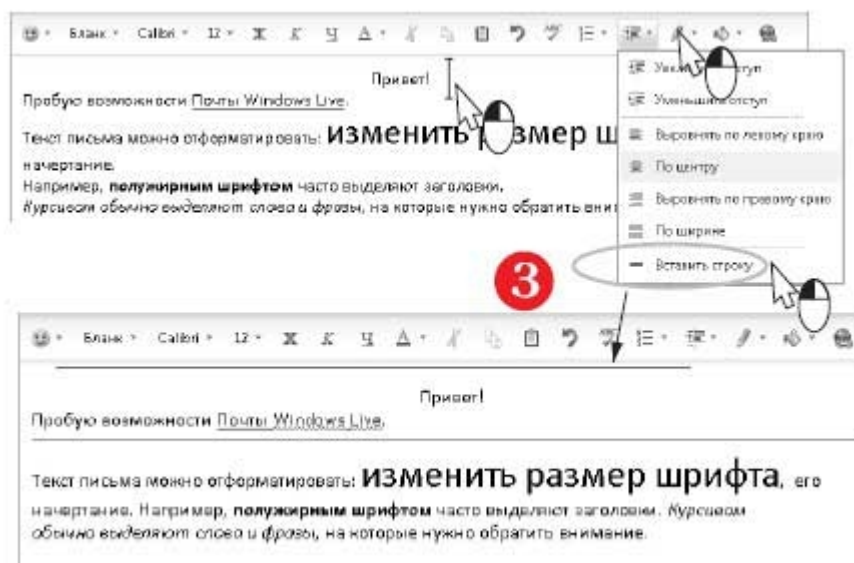 Бланк Calibri 12 Ж К Ч А
Привет!
Пробую возможности Почты Windows Live.
Текст письма можно отформатировать: изменить размер ш
начертание.
Например, полужирным шрифтом часто выделяют заголовки.
Курсивом обычно выделяют слова и фразы, на которые нужно обратить вним
отступ
Уменьшить отступ
Выровнять по левому краю
По центру
Выровнять по правому краю
По ширине
Вставить строку
3
Бланк Calibri 12 Ж К Ч А
Привет!
Пробую возможности Почты Windows Live.
Текст письма можно отформатировать: изменить размер шрифта, его
начертание. Например, полужирным шрифтом часто выделяют заголовки. Курсивом
обычно выделяют слова и фразы, на которые нужно обратить внимание.